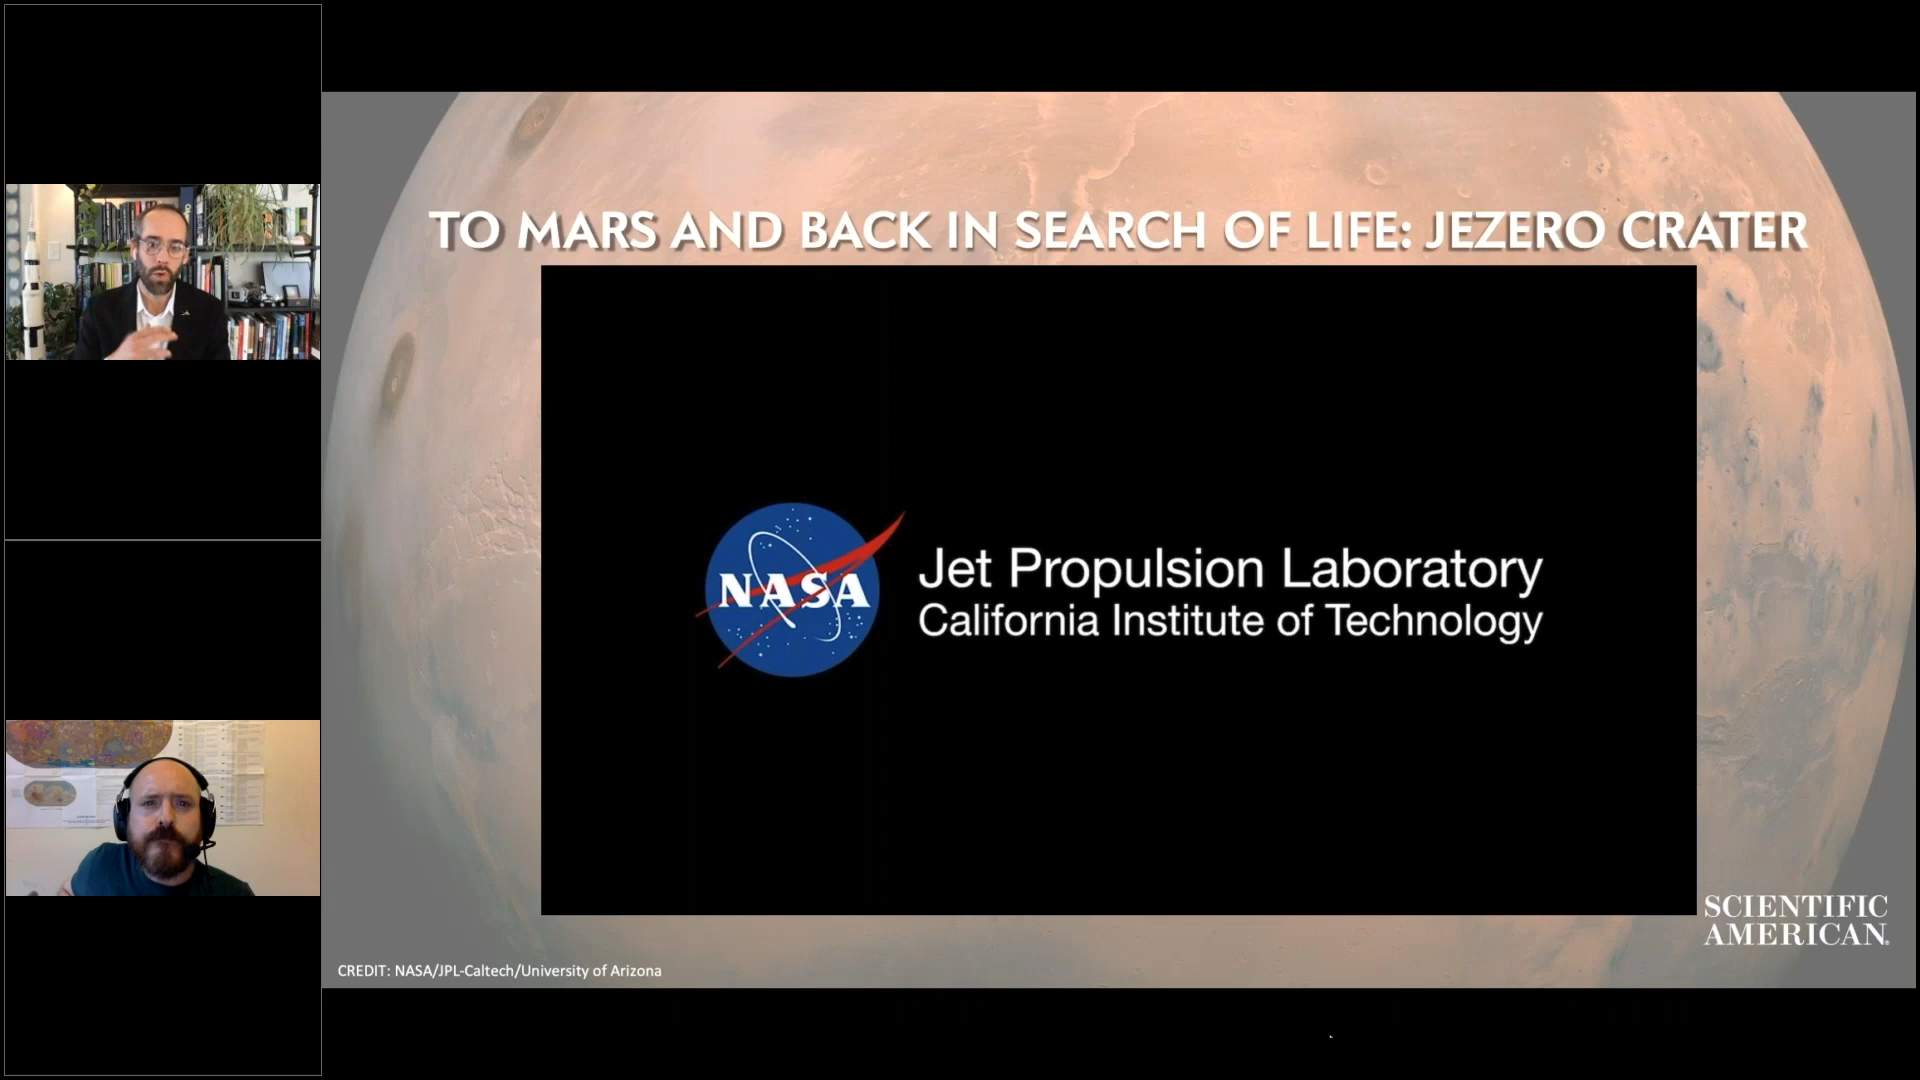 TO MARS AND BACK IN SEARCH OF LIFE: JEZERO CRATER
NASA
Jet Propulsion Laboratory
California Institute of Technology
SCIENTIFIC
AMERICAN®
CREDIT: NASA/JPL-Caltech/University of Arizona